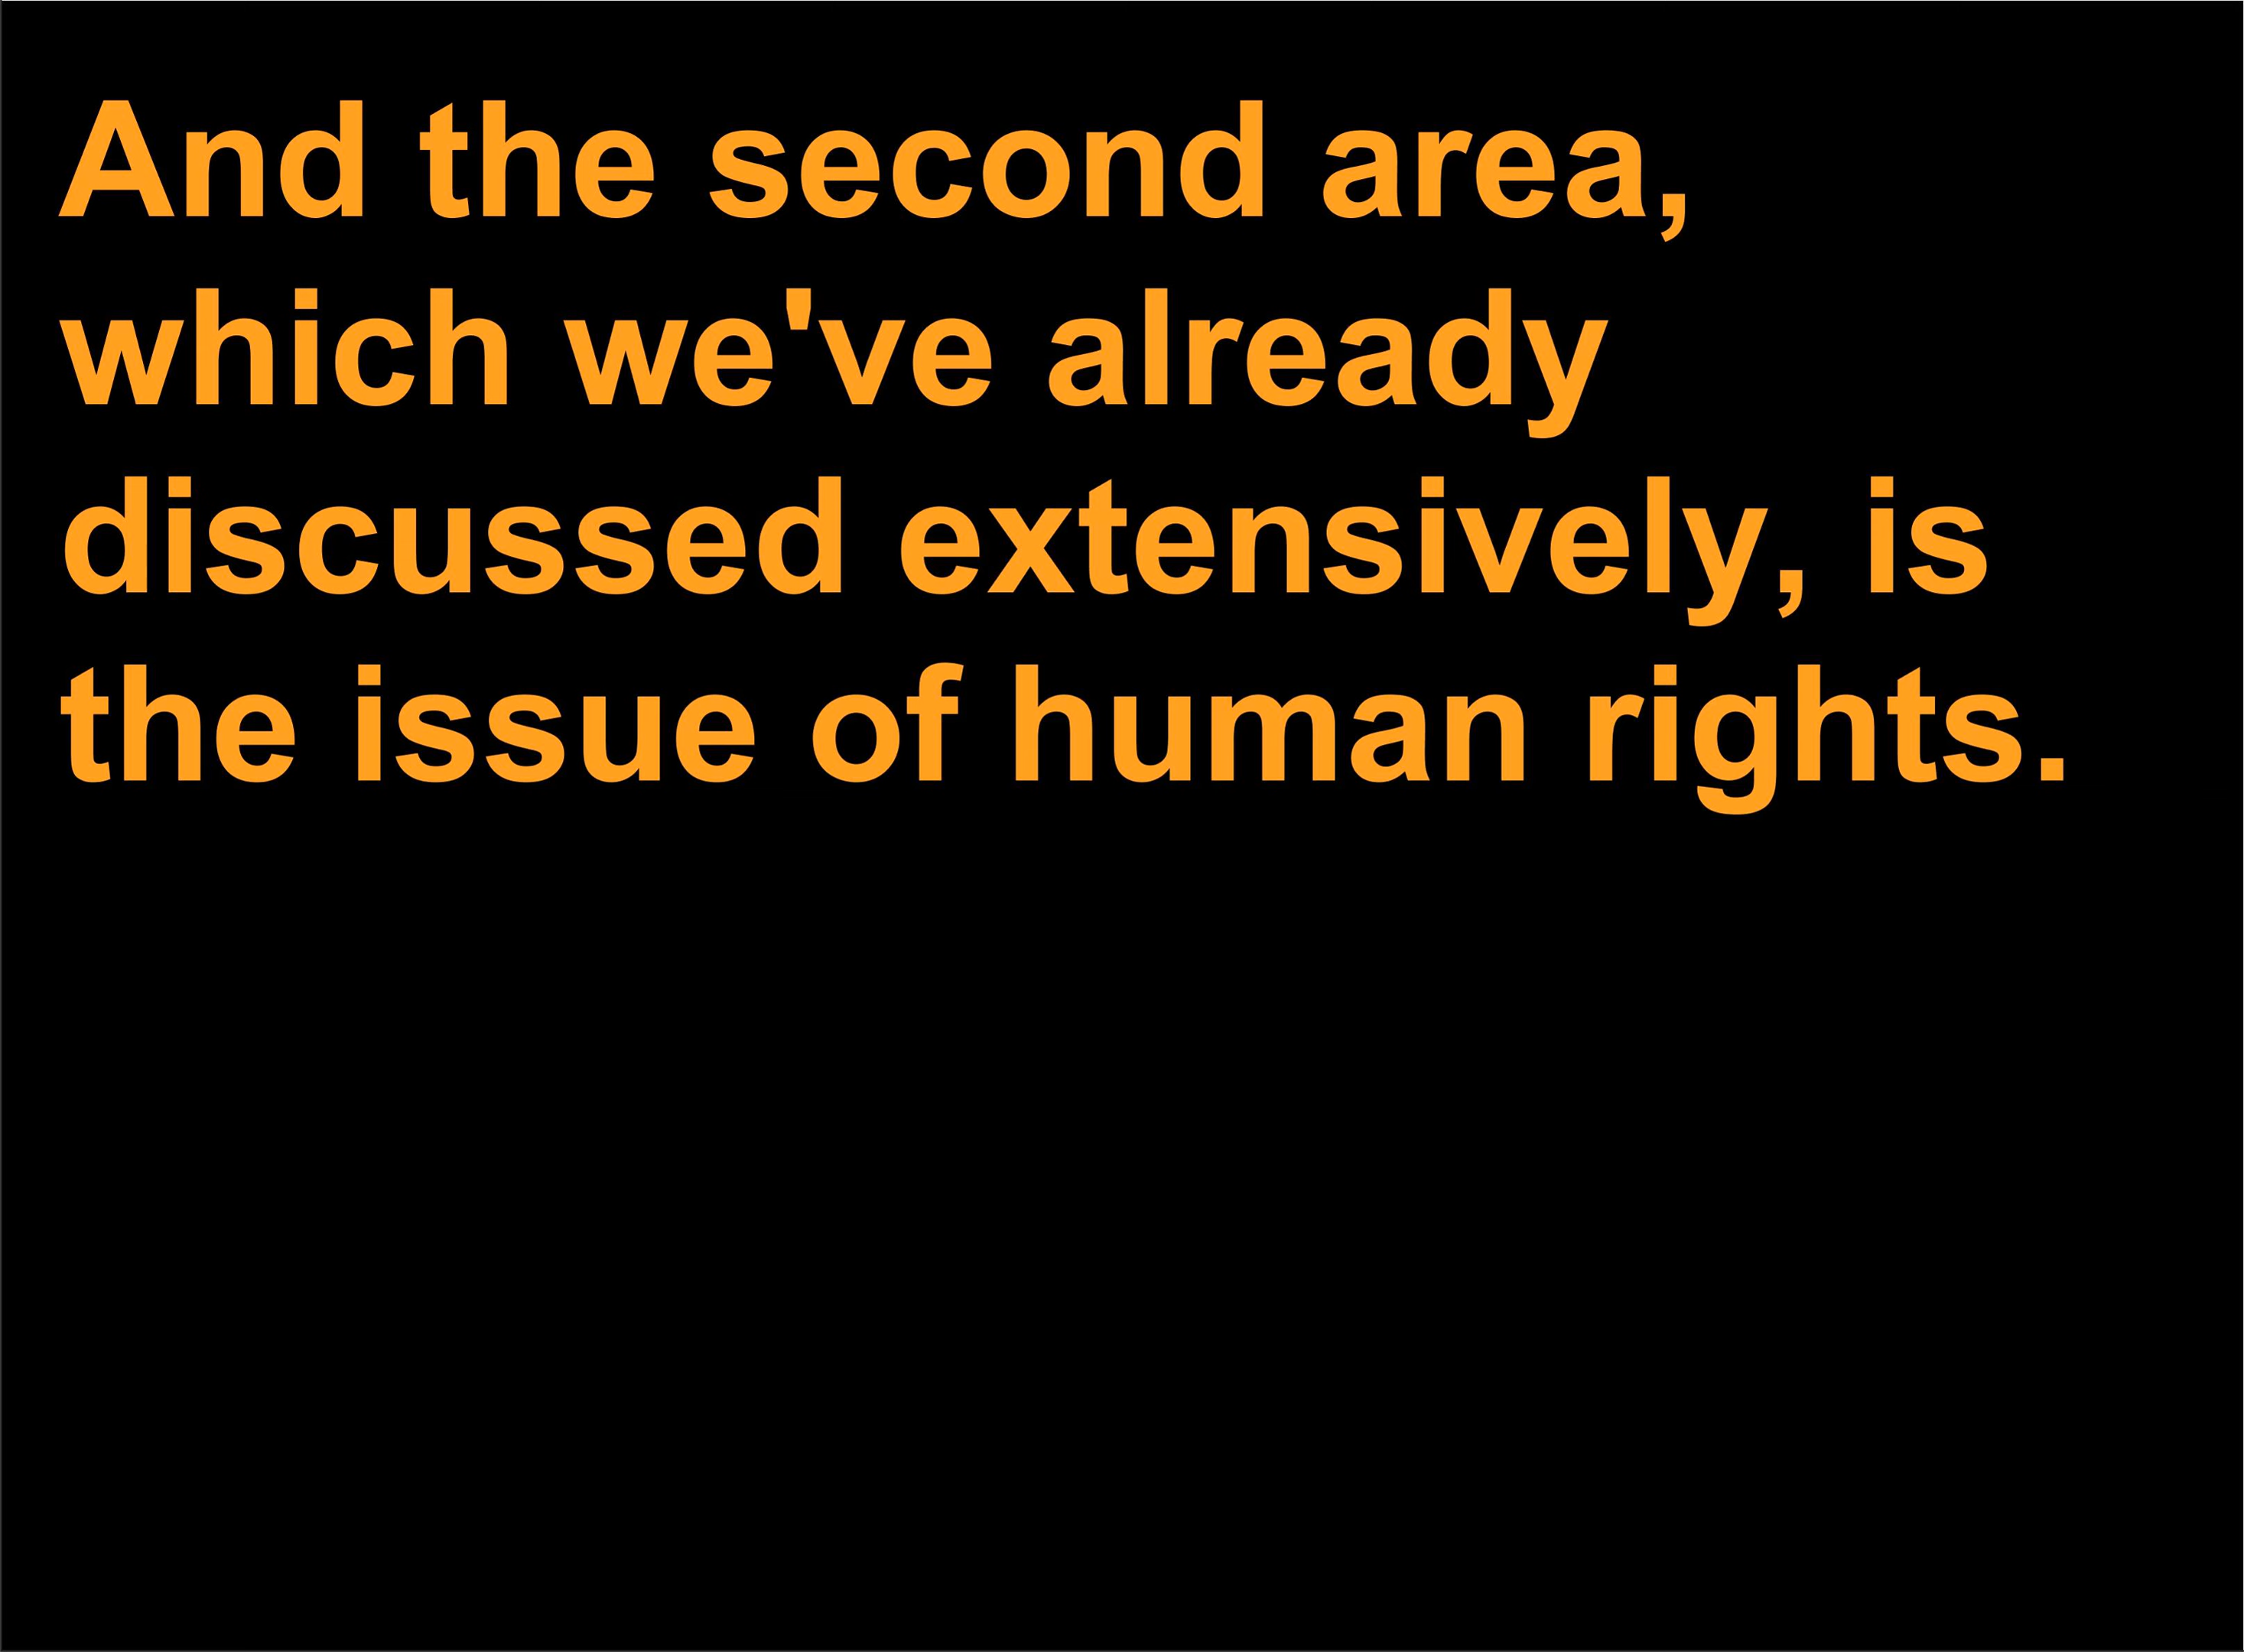 And the second area,
which we've already
discussed extensively, is
the issue of human rights.